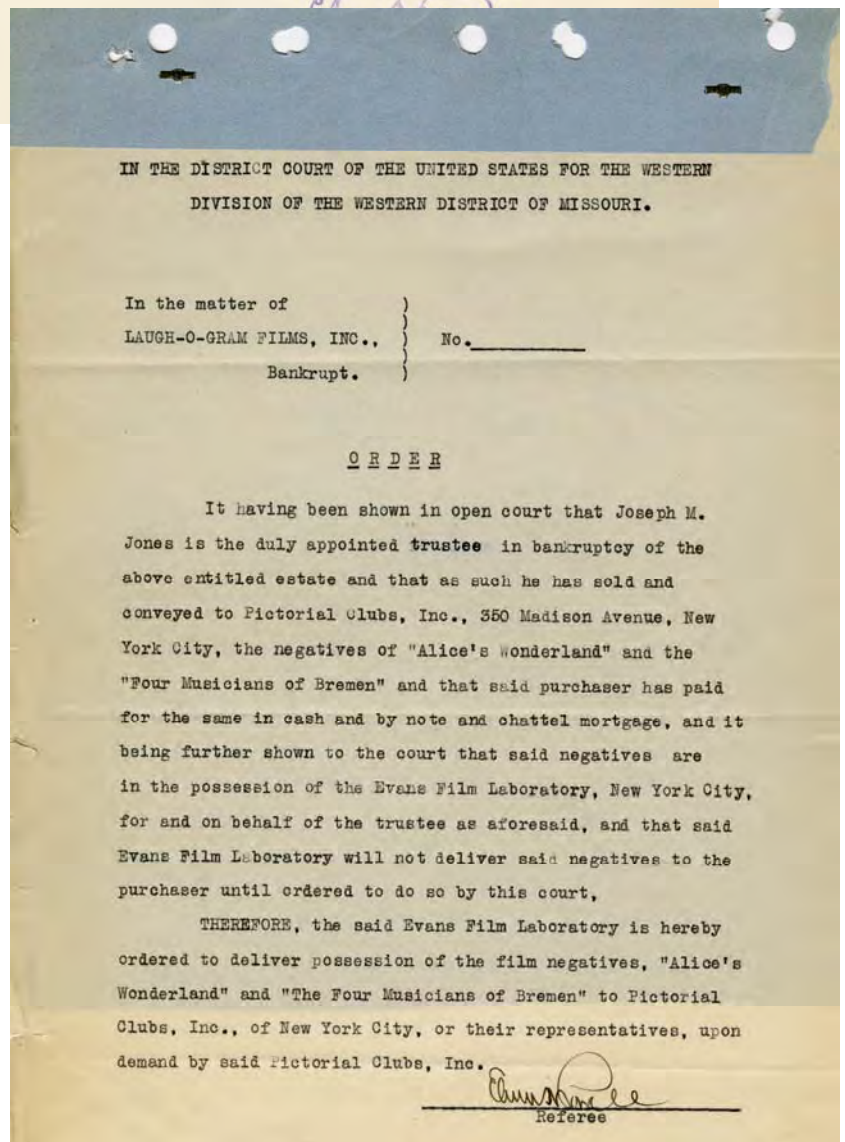 IN THE DISTRICT COURT OF THE UNITED STATES FOR THE WESTERN
DIVISION OF THE WESTERN DISTRICT OF MISSOURI.
In the matter of )
)
LAUGH-O-GRAM FILMS, INC., ) No.
)
Bankrupt. )
O R D E R
It having been shown in open court that Joseph M.
Jones is the duly appointed trustee in bankruptcy of the
above entitled estate and that as such he has sold and
conveyed to Pictorial Clubs, Inc., 350 Madison Avenue, New
York City, the negatives of "Alice's Wonderland" and the
"Four Musicians of Bremen" and that said purchaser has paid
for the same in cash and by note and chattel mortgage, and it
being further shown to the court that said negatives are
in the possession of the Evans Film Laboratory, New York City,
for and on behalf of the trustee as aforesaid, and that said
Evans Film Laboratory will not deliver said negatives to the
purchaser until ordered to do so by this court,
THEREFORE, the said Evans Film Laboratory is hereby
ordered to deliver possession of the film negatives, "Alice's
Wonderland" and "The Four Musicians of Bremen" to Pictorial
Clubs, Inc., of New York City, or their representatives, upon
demand by said Pictorial Clubs, Inc.
Referee